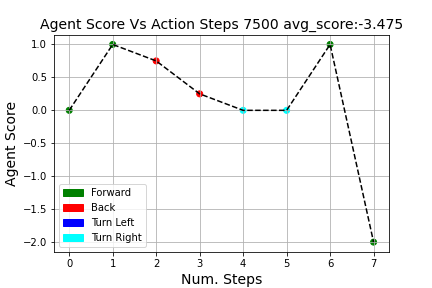 Agent Score Vs Action Steps 7500 avg_score:-3.475
Agent Score
1.0
0.5
0.0
−0.5
−1.0
−1.5
−2.0
Forward
Back
Turn Left
Turn Right
0 1 2 3 4 5 6 7
Num. Steps